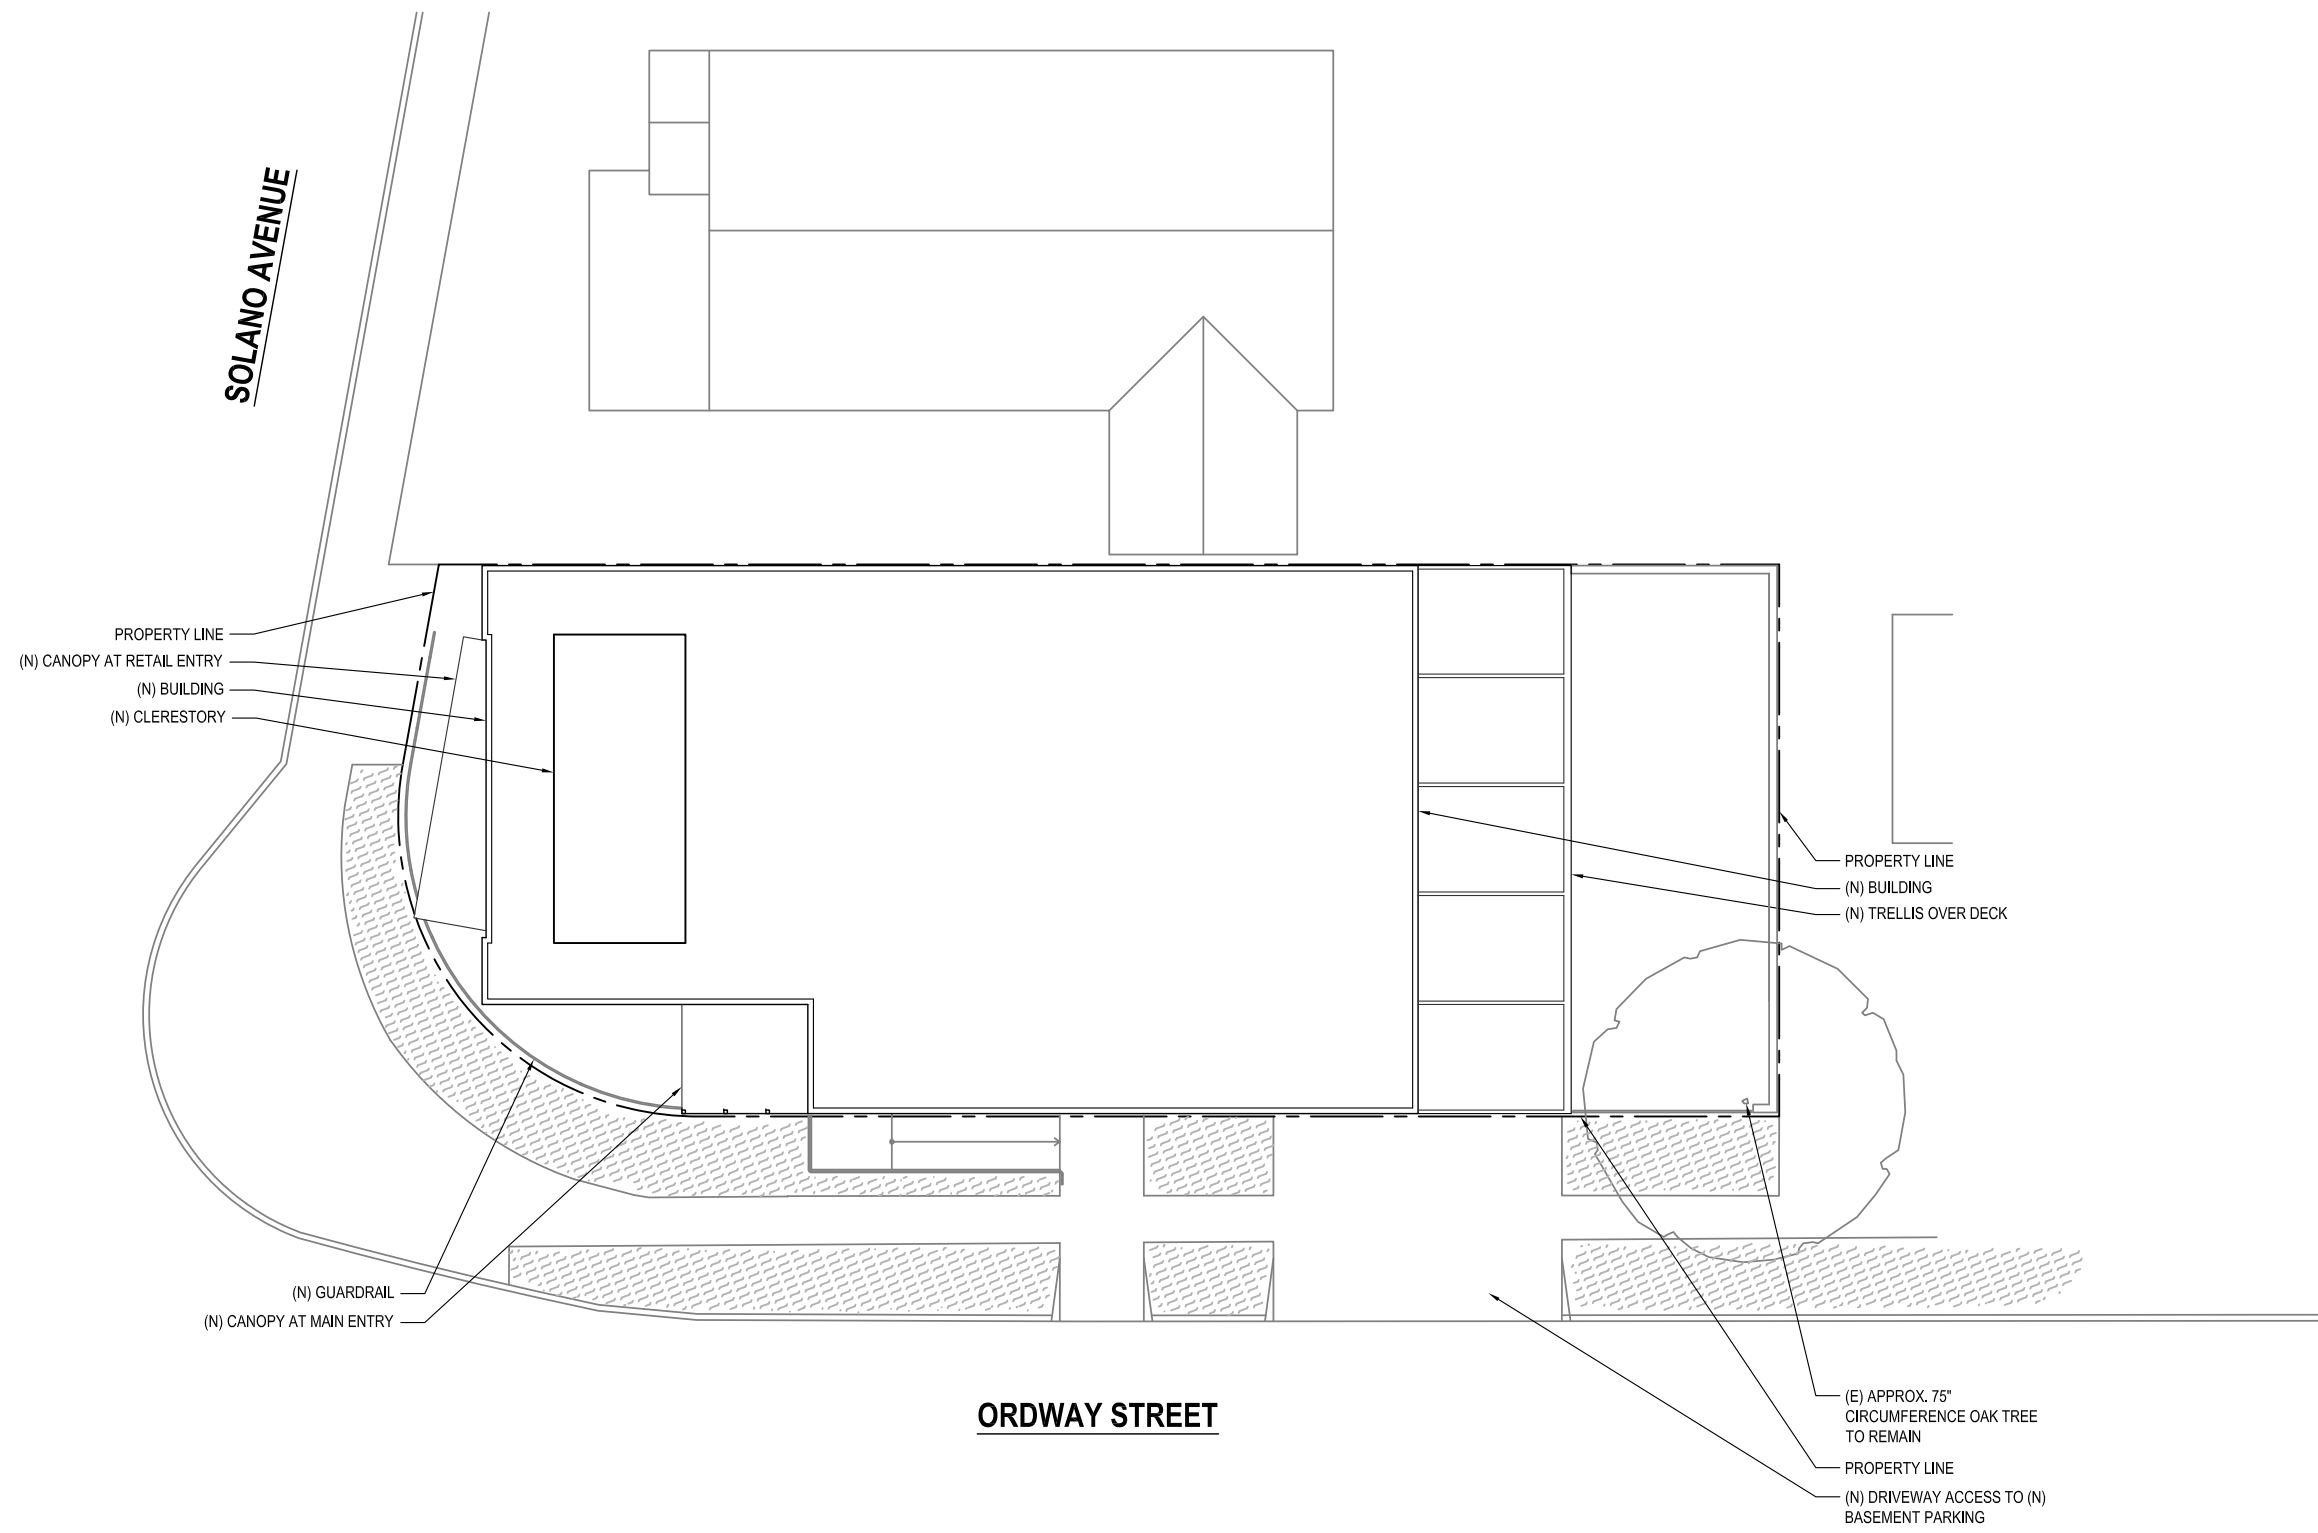 SOLANO AVENUE
PROPERTY LINE
(N) CANOPY AT RETAIL ENTRY
(N) BUILDING
(N) CLERESTORY
PROPERTY LINE
(N) BUILDING
(N) TRELLIS OVER DECK
(N) GUARDRAIL
(N) CANOPY AT MAIN ENTRY
ORDWAY STREET
(E) APPROX. 75"
CIRCUMFERENCE OAK TREE
TO REMAIN
PROPERTY LINE
(N) DRIVEWAY ACCESS TO (N)
BASEMENT PARKING